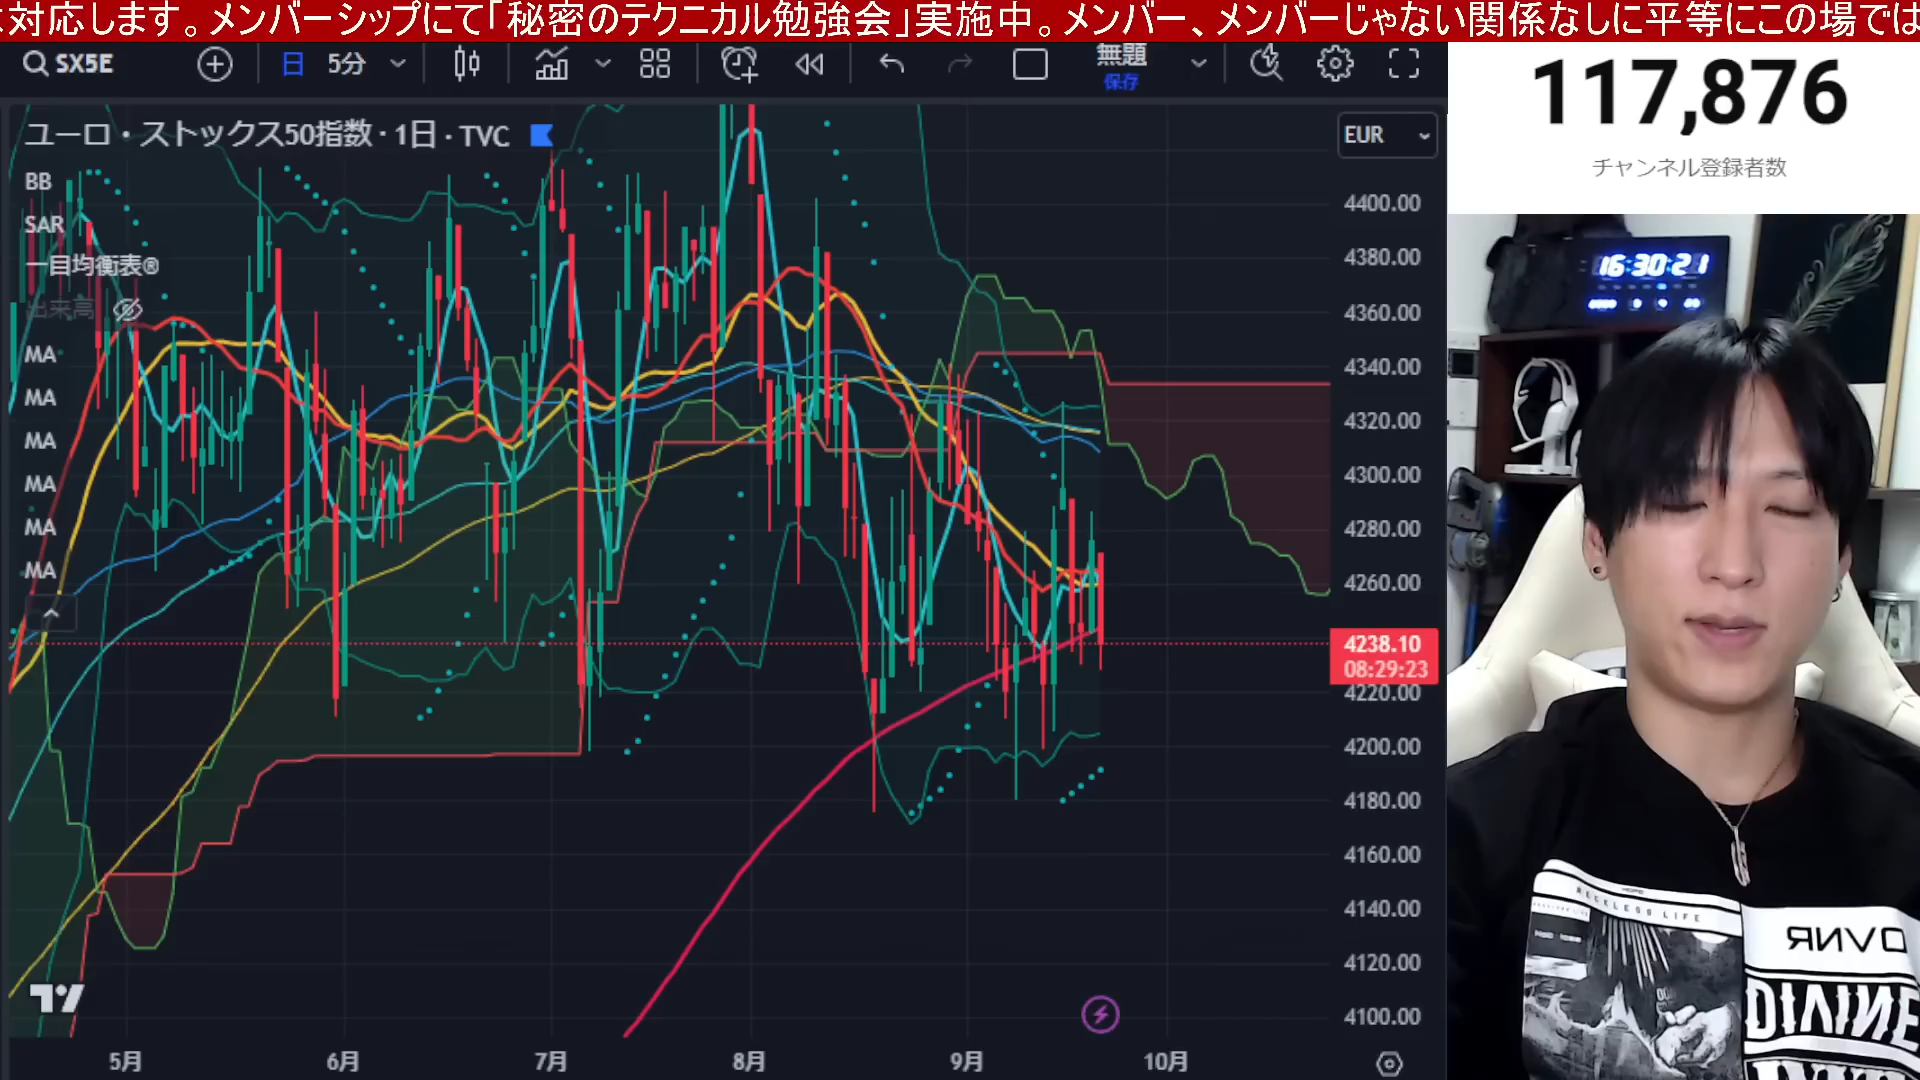 対応します。メンバーシップにて「秘密のテクニカル勉強会」実施中。メンバー、メンバーじゃない関係なしに平等にこの場では
SX5E
日 5分
無題
保存
117,876
チャンネル登録者数
ユーロ・ストックス50指数・1日・TVC
EUR
BB
SAR
一目均衡表®
出来高
MA
MA
MA
MA
MA
MA
4400.00
4380.00
4360.00
4340.00
4320.00
4300.00
4280.00
4260.00
4238.10
08:29:23
4220.00
4200.00
4180.00
4160.00
4140.00
4120.00
4100.00
5月 6月 7月 8月 9月 10月
16:30:21
RECKLESS LIFE
DVNR